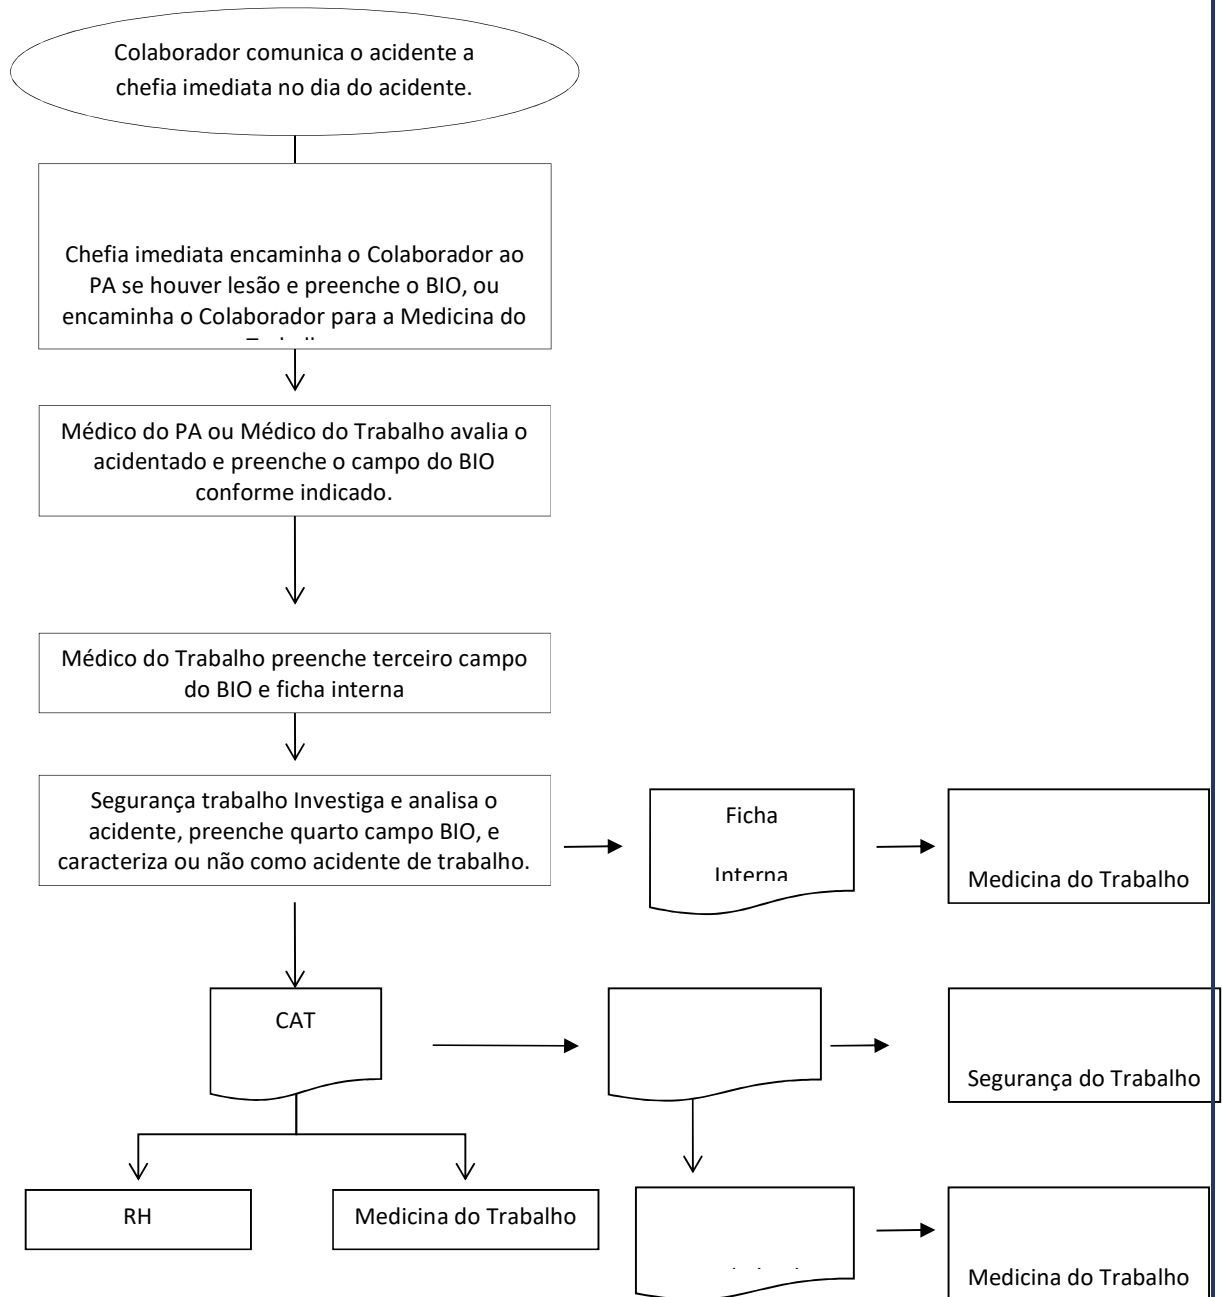 Colaborador comunica o acidente a
chefia imediata no dia do acidente.
Chefia imediata encaminha o Colaborador ao
PA se houver lesão e preenche o BIO, ou
encaminha o Colaborador para a Medicina do
Médico do PA ou Médico do Trabalho avalia o
acidentado e preenche o campo do BIO
conforme indicado.
Médico do Trabalho preenche terceiro campo
do BIO e ficha interna
Segurança trabalho Investiga e analisa o
acidente, preenche quarto campo BIO, e
caracteriza ou não como acidente de trabalho.
Ficha
Interna
Medicina do Trabalho
CAT
Segurança do Trabalho
RH
Medicina do Trabalho
Medicina do Trabalho